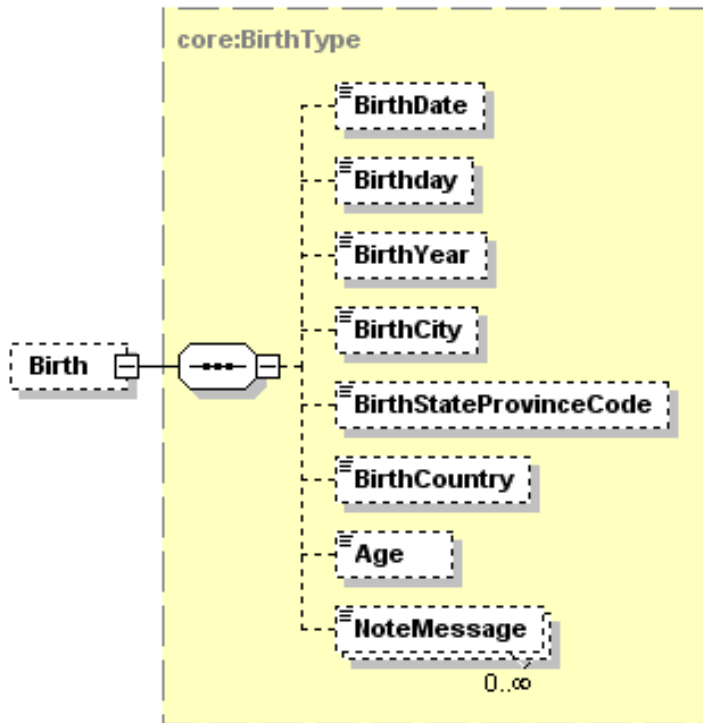 core:BirthType
BirthDate
Birthday
BirthYear
BirthCity
Birth
BirthStateProvinceCode
BirthCountry
Age
NoteMessage
0..∞